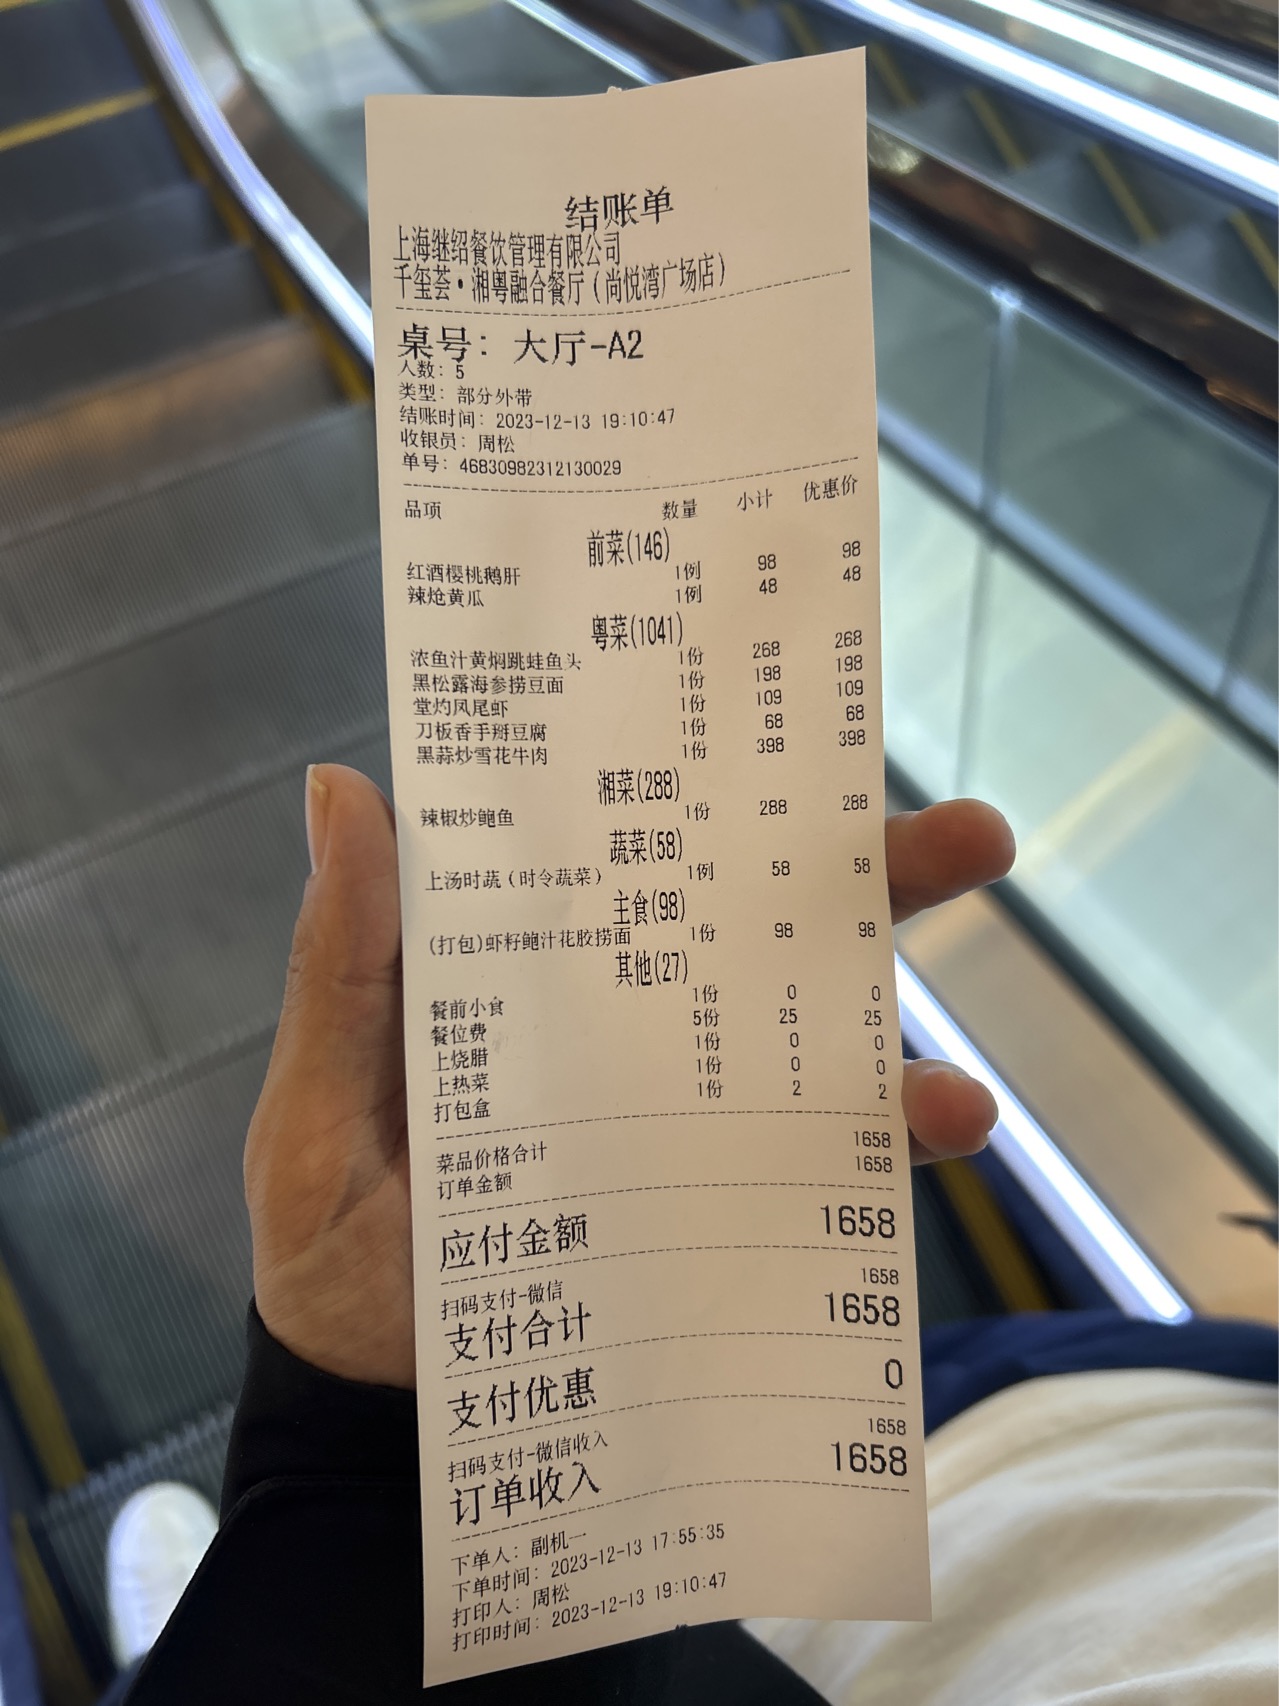 结账单
上海继绍餐饮管理有限公司
千玺荟·湘粤融合餐厅(尚悦湾广场店)
桌号: 大厅-A2
人数: 5
类型: 部分外带
结账时间: 2023-12-13 19:10:47
收银员: 周松
单号: 46830982312130029
品项 数量 小计 优惠价
前菜(146)
红酒樱桃鹅肝 1例 98 98
辣炝黄瓜 1例 48 48
粤菜(1041)
浓鱼汁黄焖跳蛙鱼头 1份 268 268
黑松露海参捞豆面 1份 198 198
堂灼凤尾虾 1份 109 109
刀板香手掰豆腐 1份 68 68
黑蒜炒雪花牛肉 1份 398 398
湘菜(288)
辣椒炒鲍鱼 1份 288 288
蔬菜(58)
上汤时蔬(时令蔬菜) 1例 58 58
主食(98)
(打包)虾籽鲍汁花胶捞面 1份 98 98
其他(27)
餐前小食 1份 0 0
餐位费 5份 25 25
上烧腊 1份 0 0
上热菜 1份 0 0
打包盒 1份 2 2
菜品价格合计 1658
订单金额 1658
应付金额 1658
扫码支付-微信 1658
支付合计 1658
支付优惠 0
扫码支付-微信收入 1658
订单收入 1658
下单人: 副机一
下单时间: 2023-12-13 17:55:35
打印人: 周松
打印时间: 2023-12-13 19:10:47